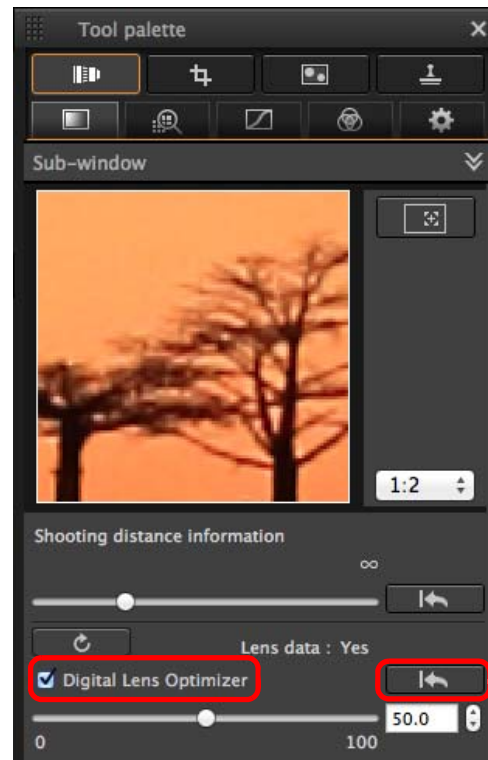 Tool palette
Sub-window
1:2
Shooting distance information
∞
Lens data : Yes
Digital Lens Optimizer
50.0
0 100